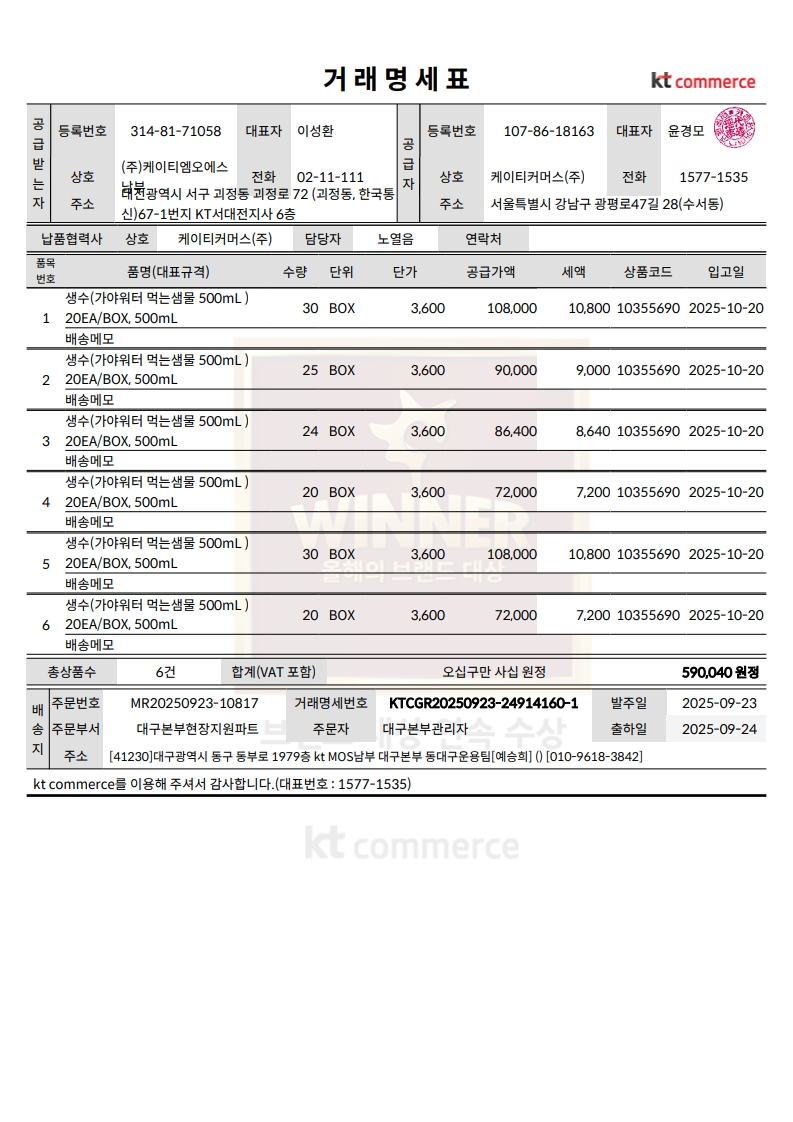 거래명세표
kt commerce
공급받는자 등록번호 314-81-71058 대표자 이성환 공급자 등록번호 107-86-18163 대표자 윤경모
상호 (주)케이티엠오에스남부 전화 02-11-111 상호 케이티커머스(주) 전화 1577-1535
주소 대전광역시 서구 괴정동 괴정로 72 (괴정동, 한국통 주소 서울특별시 강남구 광평로47길 28(수서동)
신)67-1번지 KT서대전지사 6층
납품협력사 상호 케이티커머스(주) 담당자 노열음 연락처
품목번호 품명(대표규격) 수량 단위 단가 공급가액 세액 상품코드 입고일
생수(가야워터 먹는샘물 500mL )
1 20EA/BOX, 500mL 30 BOX 3,600 108,000 10,800 10355690 2025-10-20
배송메모
생수(가야워터 먹는샘물 500mL )
2 20EA/BOX, 500mL 25 BOX 3,600 90,000 9,000 10355690 2025-10-20
배송메모
생수(가야워터 먹는샘물 500mL )
3 20EA/BOX, 500mL 24 BOX 3,600 86,400 8,640 10355690 2025-10-20
배송메모
생수(가야워터 먹는샘물 500mL )
4 20EA/BOX, 500mL 20 BOX 3,600 72,000 7,200 10355690 2025-10-20
배송메모
생수(가야워터 먹는샘물 500mL )
5 20EA/BOX, 500mL 30 BOX 3,600 108,000 10,800 10355690 2025-10-20
배송메모
생수(가야워터 먹는샘물 500mL )
6 20EA/BOX, 500mL 20 BOX 3,600 72,000 7,200 10355690 2025-10-20
배송메모
WINNER
올해의 브랜드 대상
총상품수 6건 합계(VAT 포함) 오십구만 사십 원정 590,040 원정
배송지 주문번호 MR20250923-10817 거래명세번호 KTCGR20250923-24914160-1 발주일 2025-09-23
주문부서 대구본부현장지원파트 주문자 대구본부관리자 출하일 2025-09-24
주소 [41230]대구광역시 동구 동부로 1979층 kt MOS남부 대구본부 동대구운용팀[예승희] () [010-9618-3842]
kt commerce를 이용해 주셔서 감사합니다.(대표번호 : 1577-1535)
kt commerce